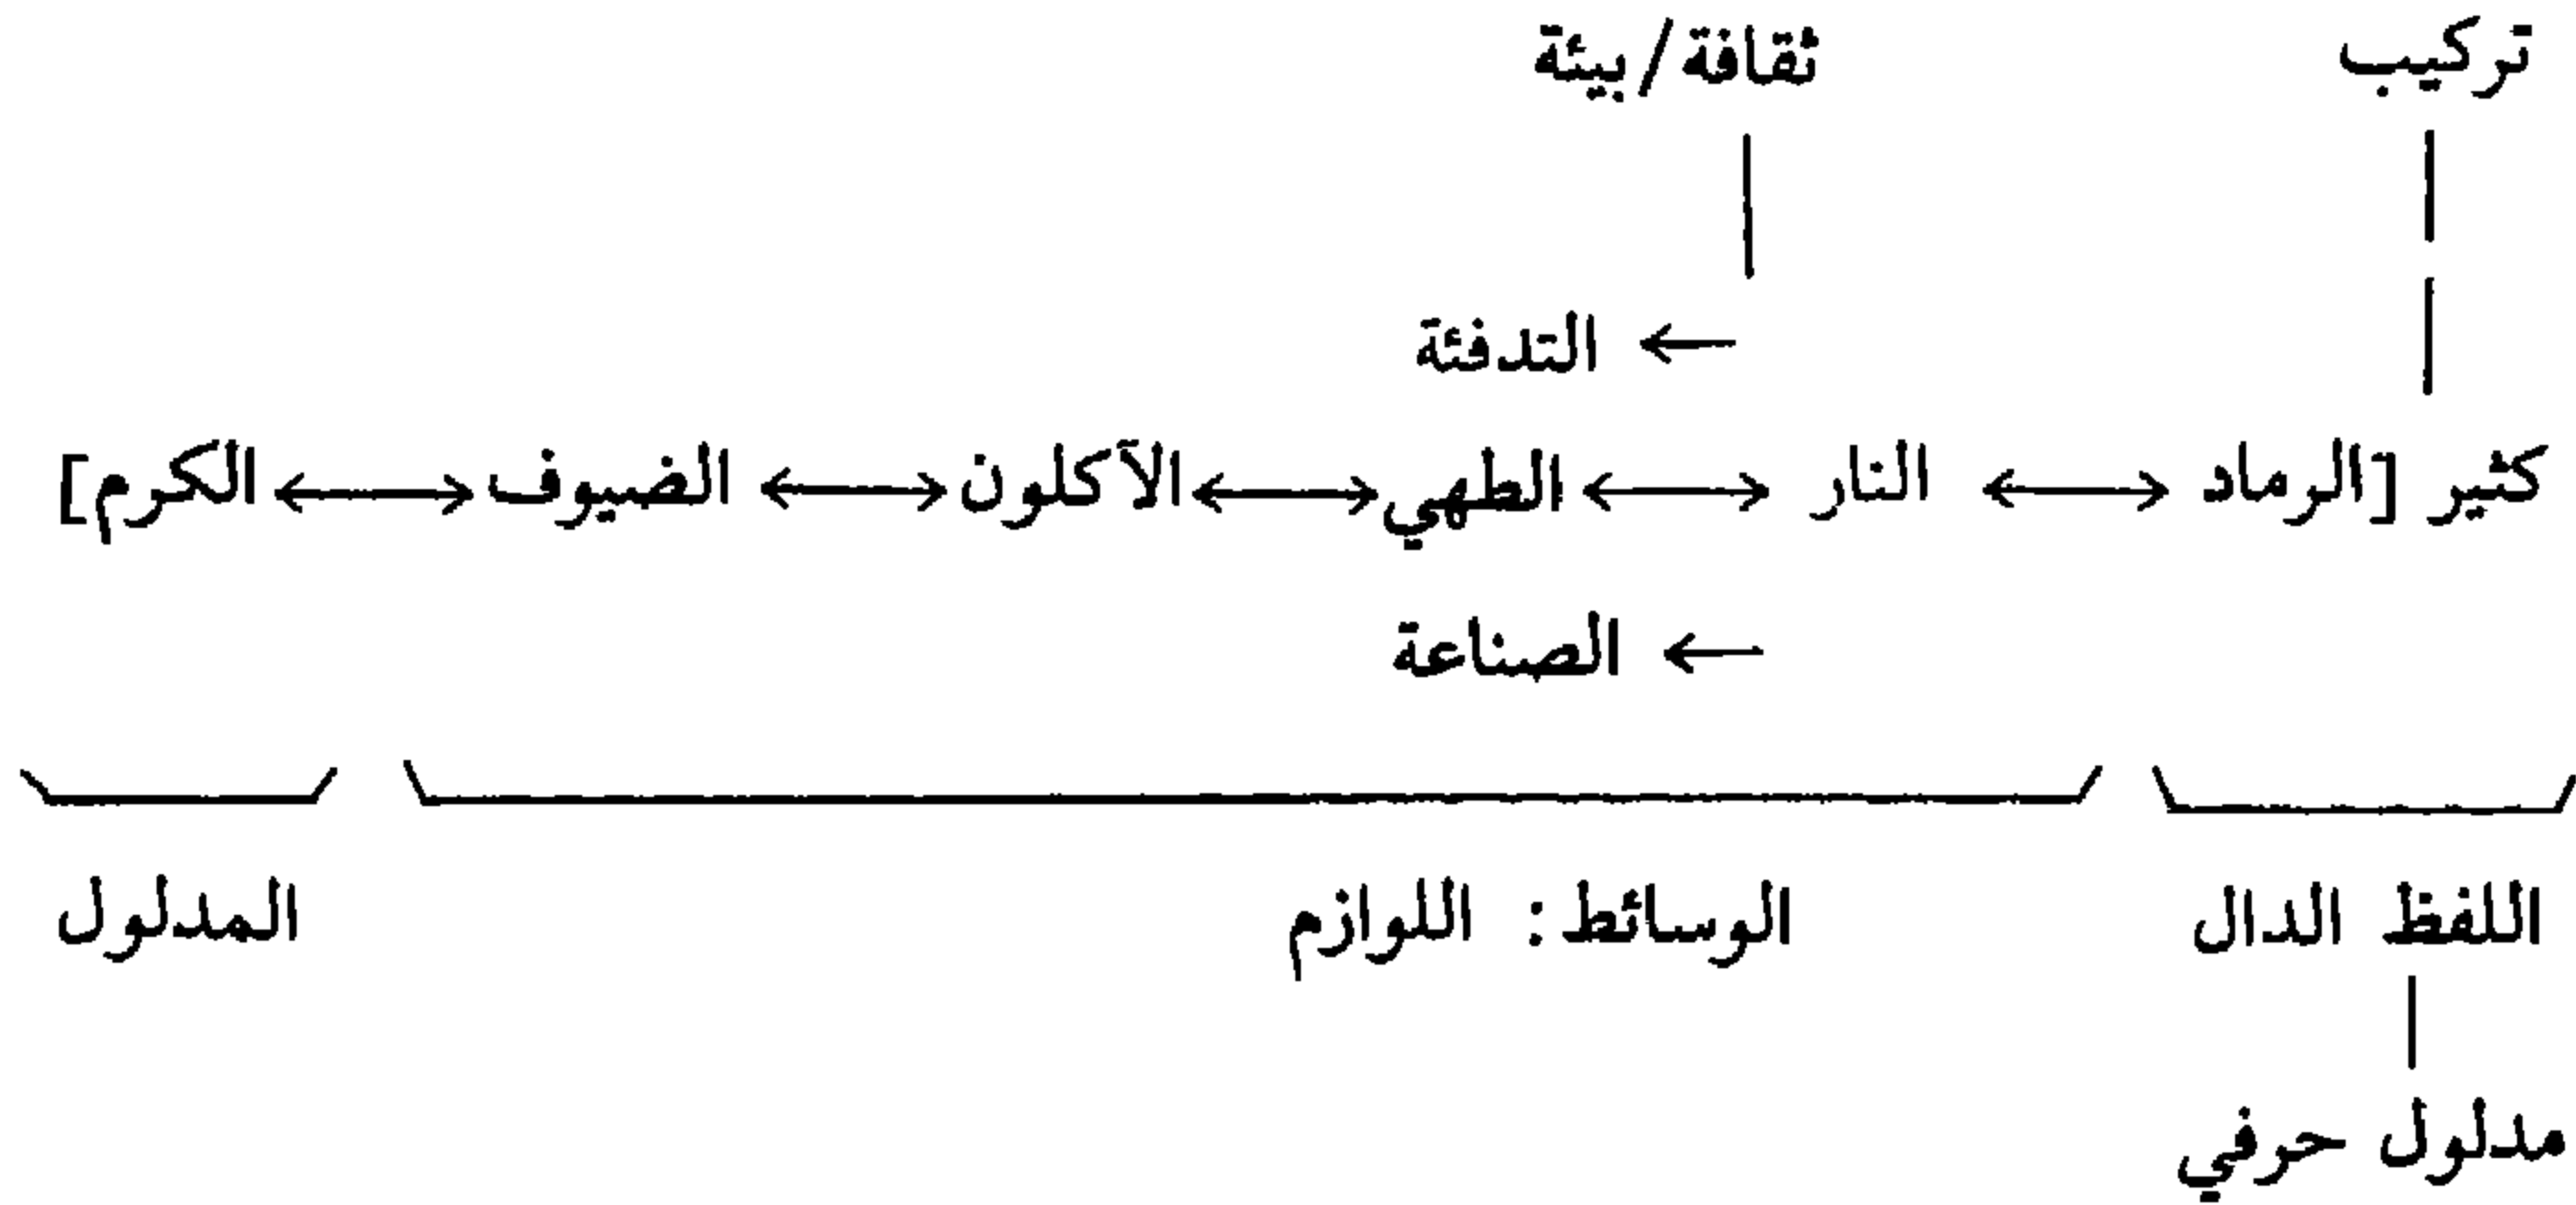 تركيب ثقافة/بيئة
← التدفئة
كثير [الرماد ↔ النار ↔ الطهي ↔ الآكلون ↔ الضيوف ↔ الكرم]
← الصناعة
اللفظ الدال الوسائط: اللوازم المدلول
مدلول حرفي